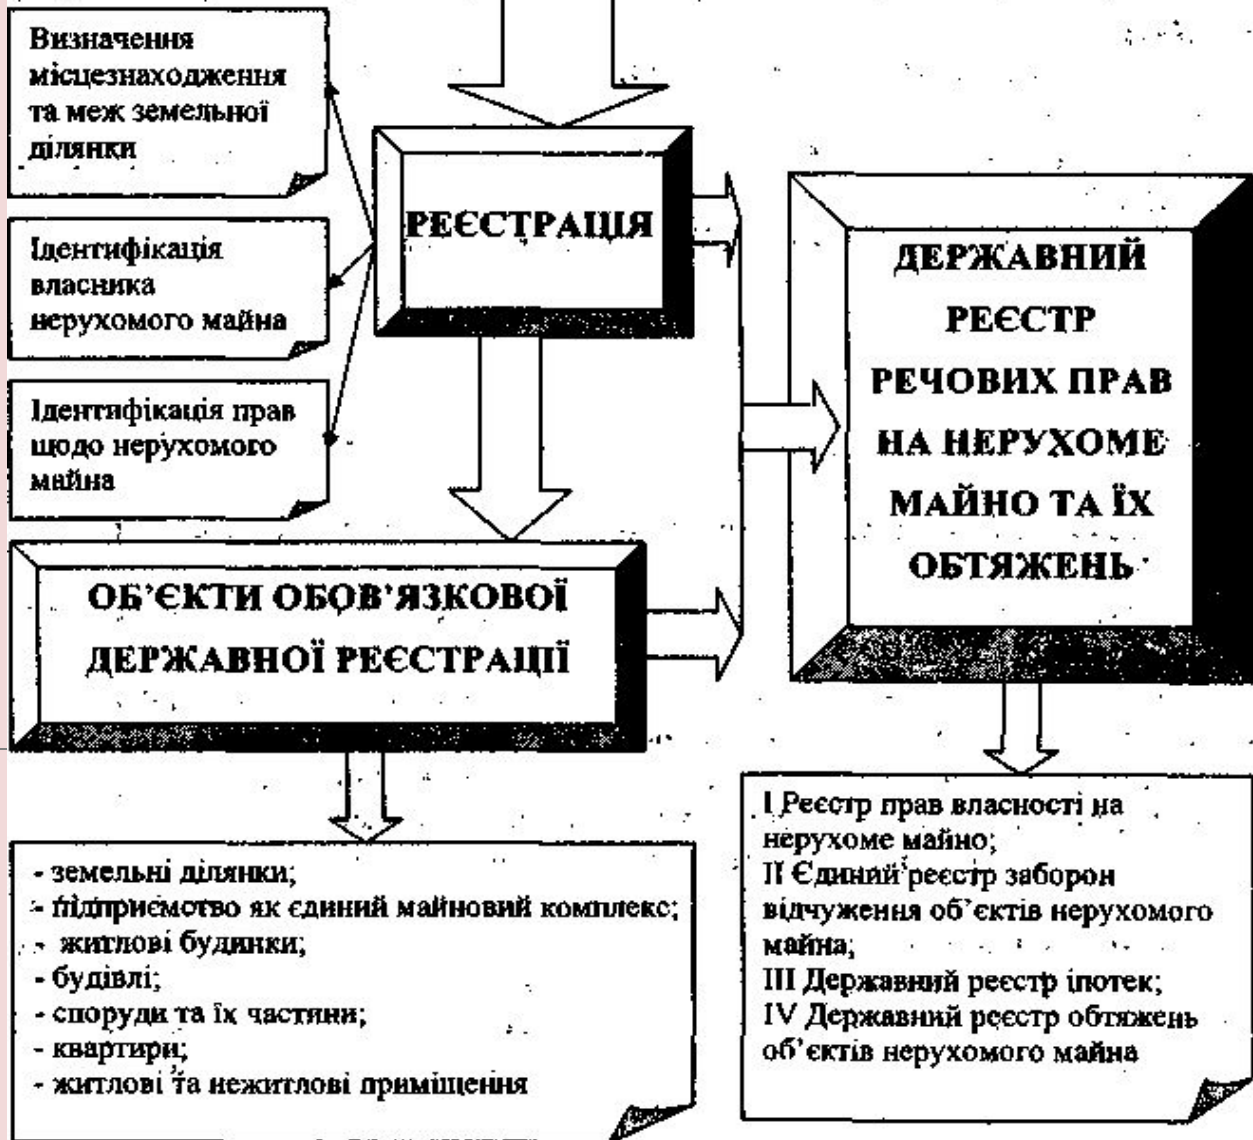 Визначення
місцезнаходження
та меж земельної
ділянки
Ідентифікація
власника
нерухомого майна
Ідентифікація прав
щодо нерухомого
майна
РЕЄСТРАЦІЯ
ДЕРЖАВНИЙ
РЕЄСТР
РЕЧОВИХ ПРАВ
НА НЕРУХОМЕ
МАЙНО ТА ЇХ
ОБТЯЖЕНЬ
ОБ’ЄКТИ ОБОВ’ЯЗКОВОЇ
ДЕРЖАВНОЇ РЕЄСТРАЦІЇ
- земельні ділянки;
- підприємство як єдиний майновий комплекс;
- житлові будинки;
- будівлі;
- споруди та їх частини;
- квартири;
- житлові та нежитлові приміщення
І Реєстр прав власності на
нерухоме майно;
ІІ Єдиний реєстр заборон
відчуження об’єктів нерухомого
майна;
ІІІ Державний реєстр іпотек;
IV Державний реєстр обтяжень
об’єктів нерухомого майна